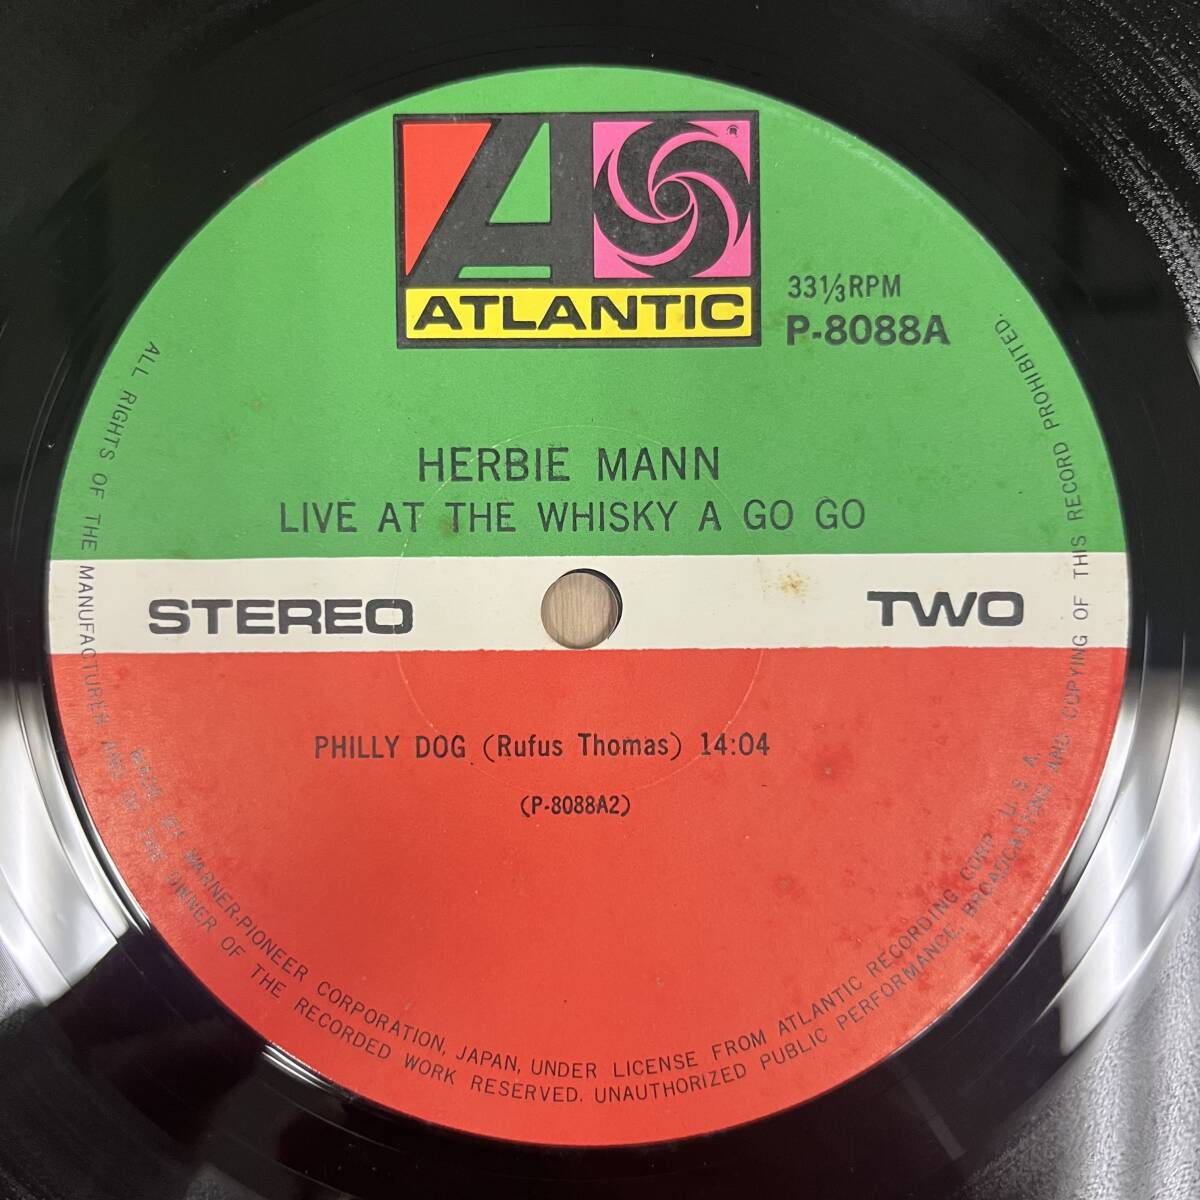 A
®
ATLANTIC
33⅓RPM
P-8088A
HERBIE MANN
LIVE AT THE WHISKY A GO GO
STEREO
TWO
PHILLY DOG (Rufus Thomas) 14:04
(P-8088A2)
MADE BY WARNER-PIONEER CORPORATION, JAPAN, UNDER LICENSE FROM ATLANTIC RECORDING CORP. U. S. A.
ALL RIGHTS OF THE MANUFACTURER AND OF THE OWNER OF THE RECORDED WORK RESERVED. UNAUTHORIZED PUBLIC PERFORMANCE, BROADCASTING AND COPYING OF THIS RECORD PROHIBITED.